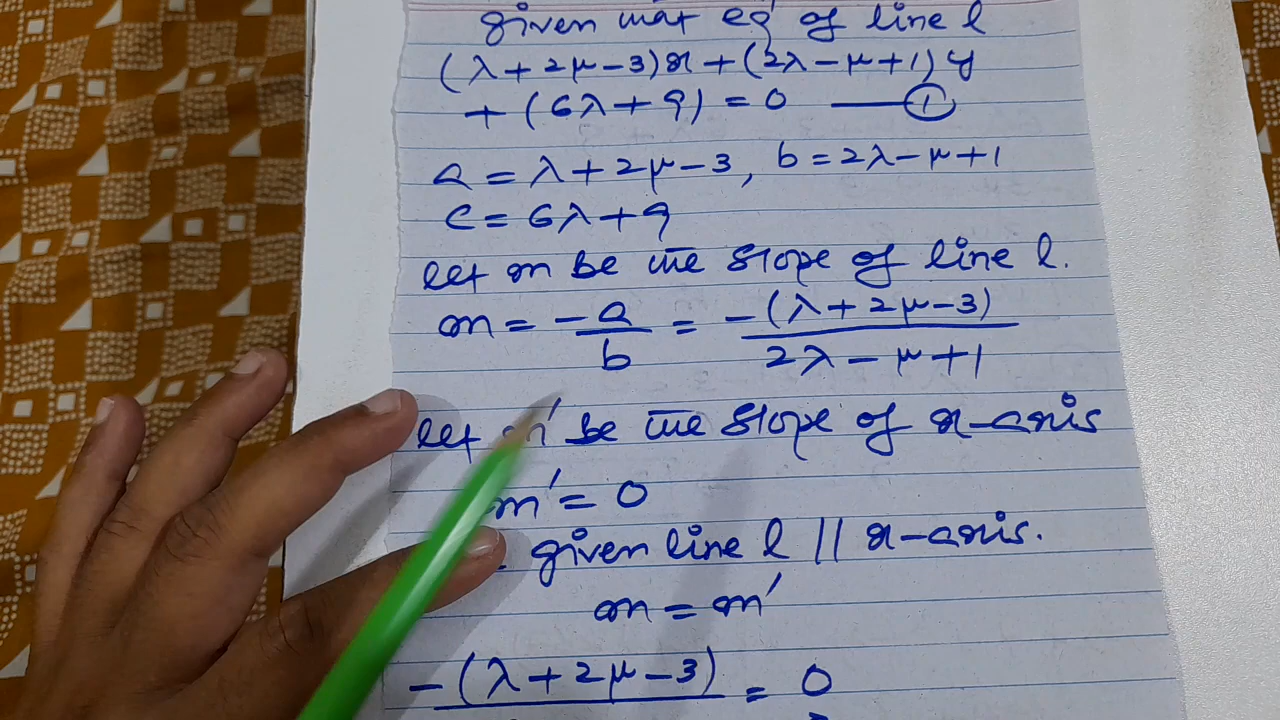 given that eqⁿ of line l
(λ+2μ-3)x+(2λ-μ+1)y
+(6λ+9)=0 ——①
a=λ+2μ-3, b=2λ-μ+1
c=6λ+9
Let m be the slope of line l.
m = -a/b = -(λ+2μ-3)/2λ-μ+1
Let m' be the slope of x-axis
m'=0
given line l || x-axis.
m=m'
-(λ+2μ-3) = 0